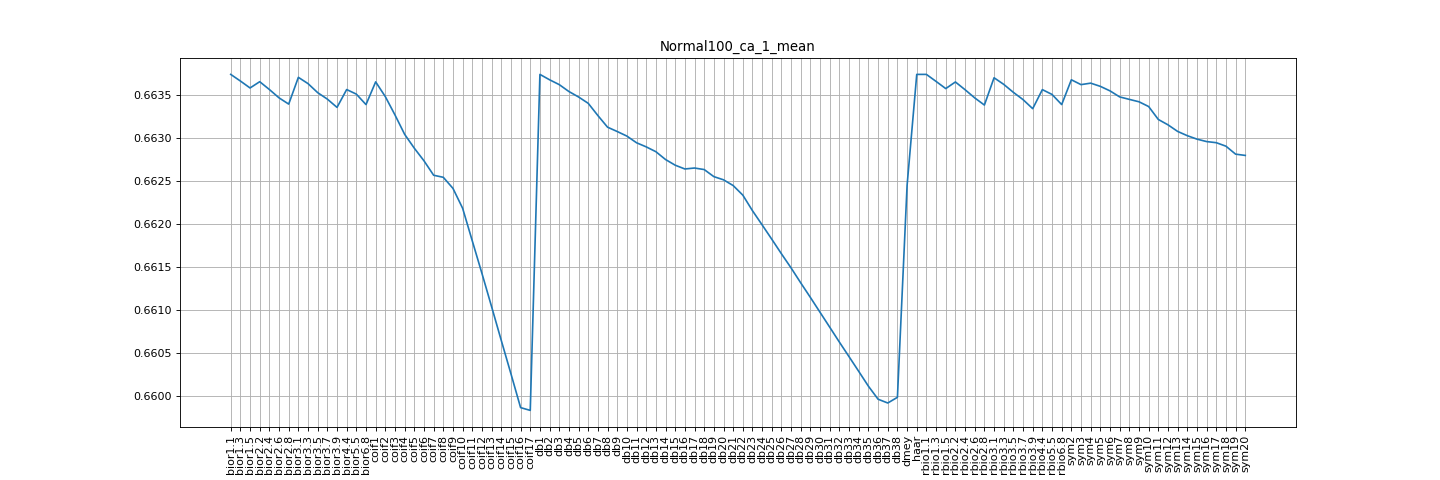 Normal100_ca_1_mean
0.6635
0.6630
0.6625
0.6620
0.6615
0.6610
0.6605
0.6600
bior1.1
bior1.3
bior1.5
bior2.2
bior2.4
bior2.6
bior2.8
bior3.1
bior3.3
bior3.5
bior3.7
bior3.9
bior4.4
bior5.5
bior6.8
coif1
coif2
coif3
coif4
coif5
coif6
coif7
coif8
coif9
coif10
coif11
coif12
coif13
coif14
coif15
coif16
coif17
db1
db2
db3
db4
db5
db6
db7
db8
db9
db10
db11
db12
db13
db14
db15
db16
db17
db18
db19
db20
db21
db22
db23
db24
db25
db26
db27
db28
db29
db30
db31
db32
db33
db34
db35
db36
db37
db38
dmey
haar
rbio1.1
rbio1.3
rbio1.5
rbio2.2
rbio2.4
rbio2.6
rbio2.8
rbio3.1
rbio3.3
rbio3.5
rbio3.7
rbio3.9
rbio4.4
rbio5.5
rbio6.8
sym2
sym3
sym4
sym5
sym6
sym7
sym8
sym9
sym10
sym11
sym12
sym13
sym14
sym15
sym16
sym17
sym18
sym19
sym20